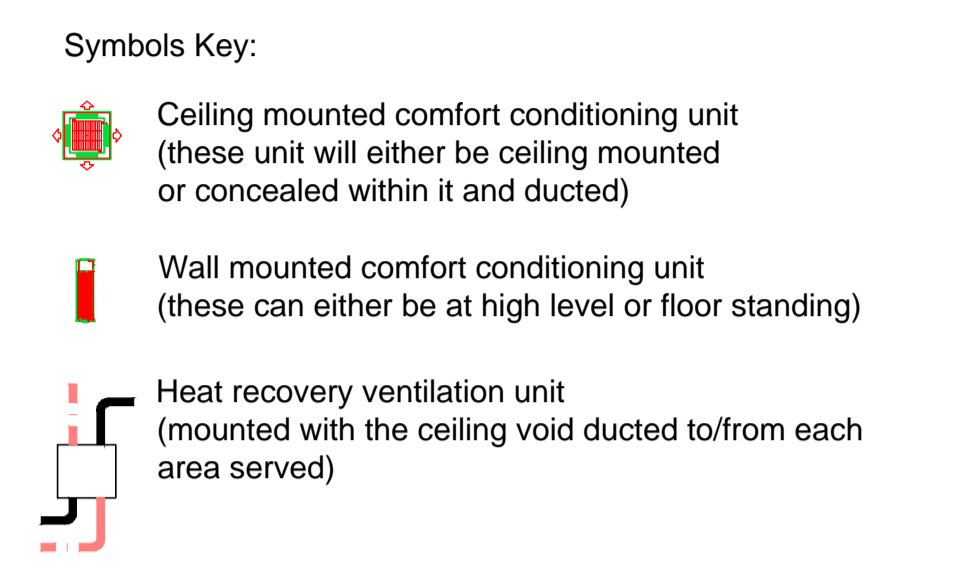 Symbols Key:
Ceiling mounted comfort conditioning unit
(these unit will either be ceiling mounted
or concealed within it and ducted)
Wall mounted comfort conditioning unit
(these can either be at high level or floor standing)
Heat recovery ventilation unit
(mounted with the ceiling void ducted to/from each
area served)